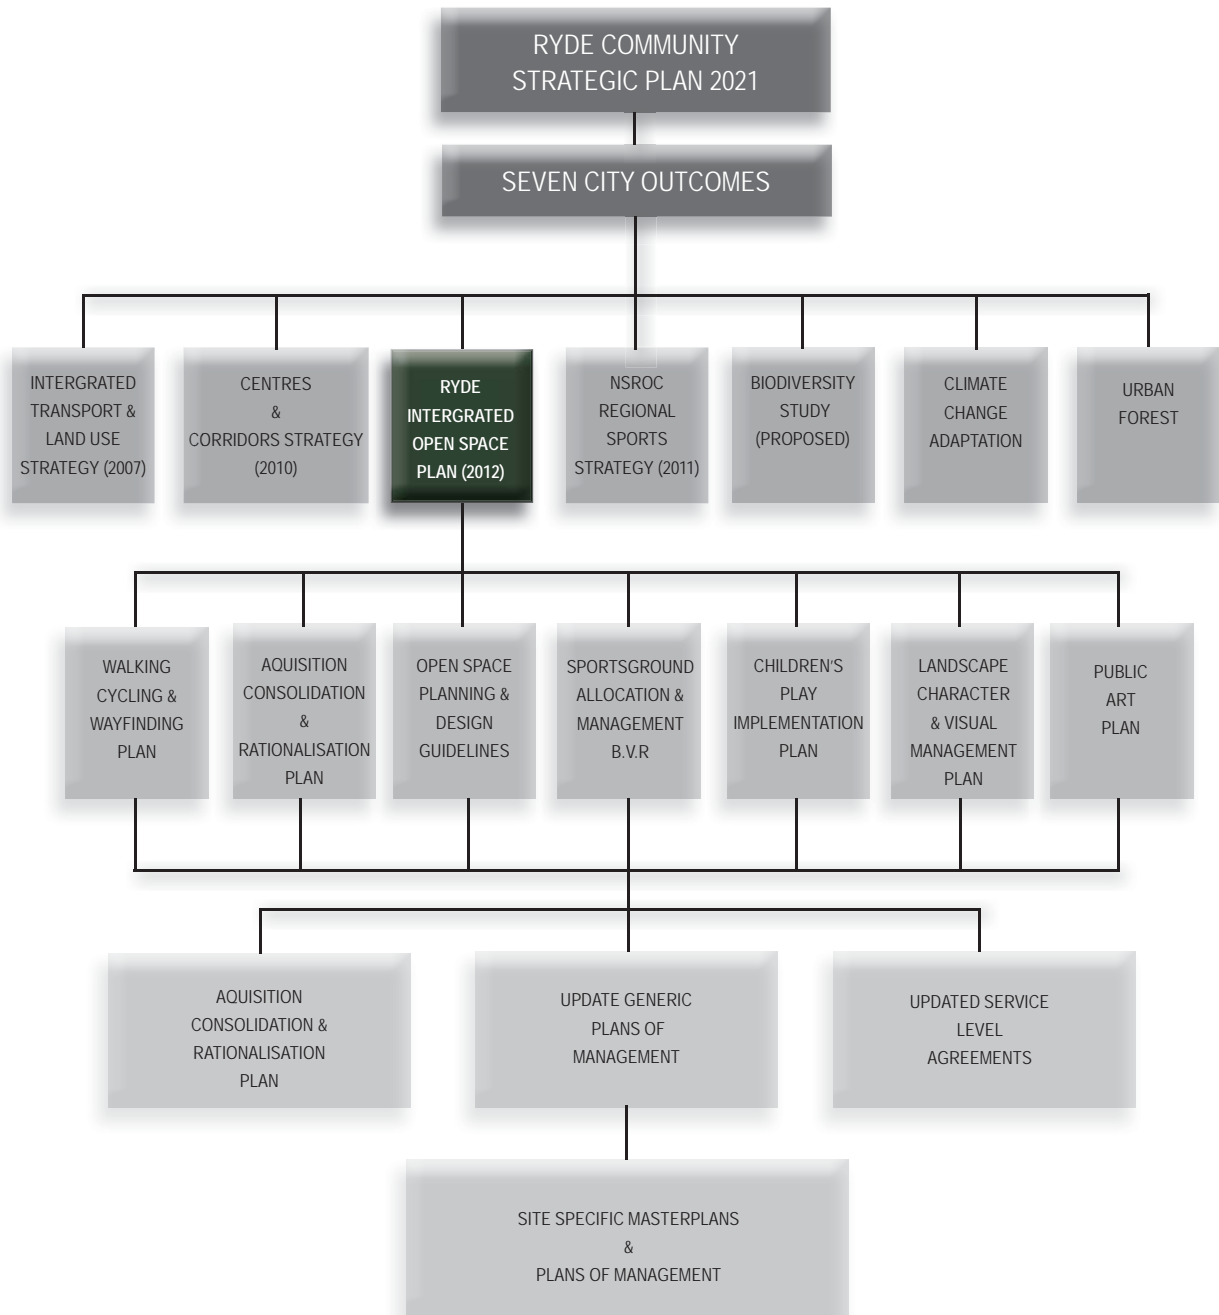 RYDE COMMUNITY
STRATEGIC PLAN 2021
SEVEN CITY OUTCOMES
INTERGRATED
TRANSPORT &
LAND USE
STRATEGY (2007)
CENTRES
&
CORRIDORS STRATEGY
(2010)
RYDE
INTERGRATED
OPEN SPACE
PLAN (2012)
NSROC
REGIONAL
SPORTS
STRATEGY (2011)
BIODIVERSITY
STUDY
(PROPOSED)
CLIMATE
CHANGE
ADAPTATION
URBAN
FOREST
WALKING
CYCLING &
WAYFINDING
PLAN
AQUISITION
CONSOLIDATION
&
RATIONALISATION
PLAN
OPEN SPACE
PLANNING &
DESIGN
GUIDELINES
SPORTSGROUND
ALLOCATION &
MANAGEMENT
B.V.R
CHILDREN'S
PLAY
IMPLEMENTATION
PLAN
LANDSCAPE
CHARACTER
& VISUAL
MANAGEMENT
PLAN
PUBLIC
ART
PLAN
AQUISITION
CONSOLIDATION &
RATIONALISATION
PLAN
UPDATE GENERIC
PLANS OF
MANAGEMENT
UPDATED SERVICE
LEVEL
AGREEMENTS
SITE SPECIFIC MASTERPLANS
&
PLANS OF MANAGEMENT